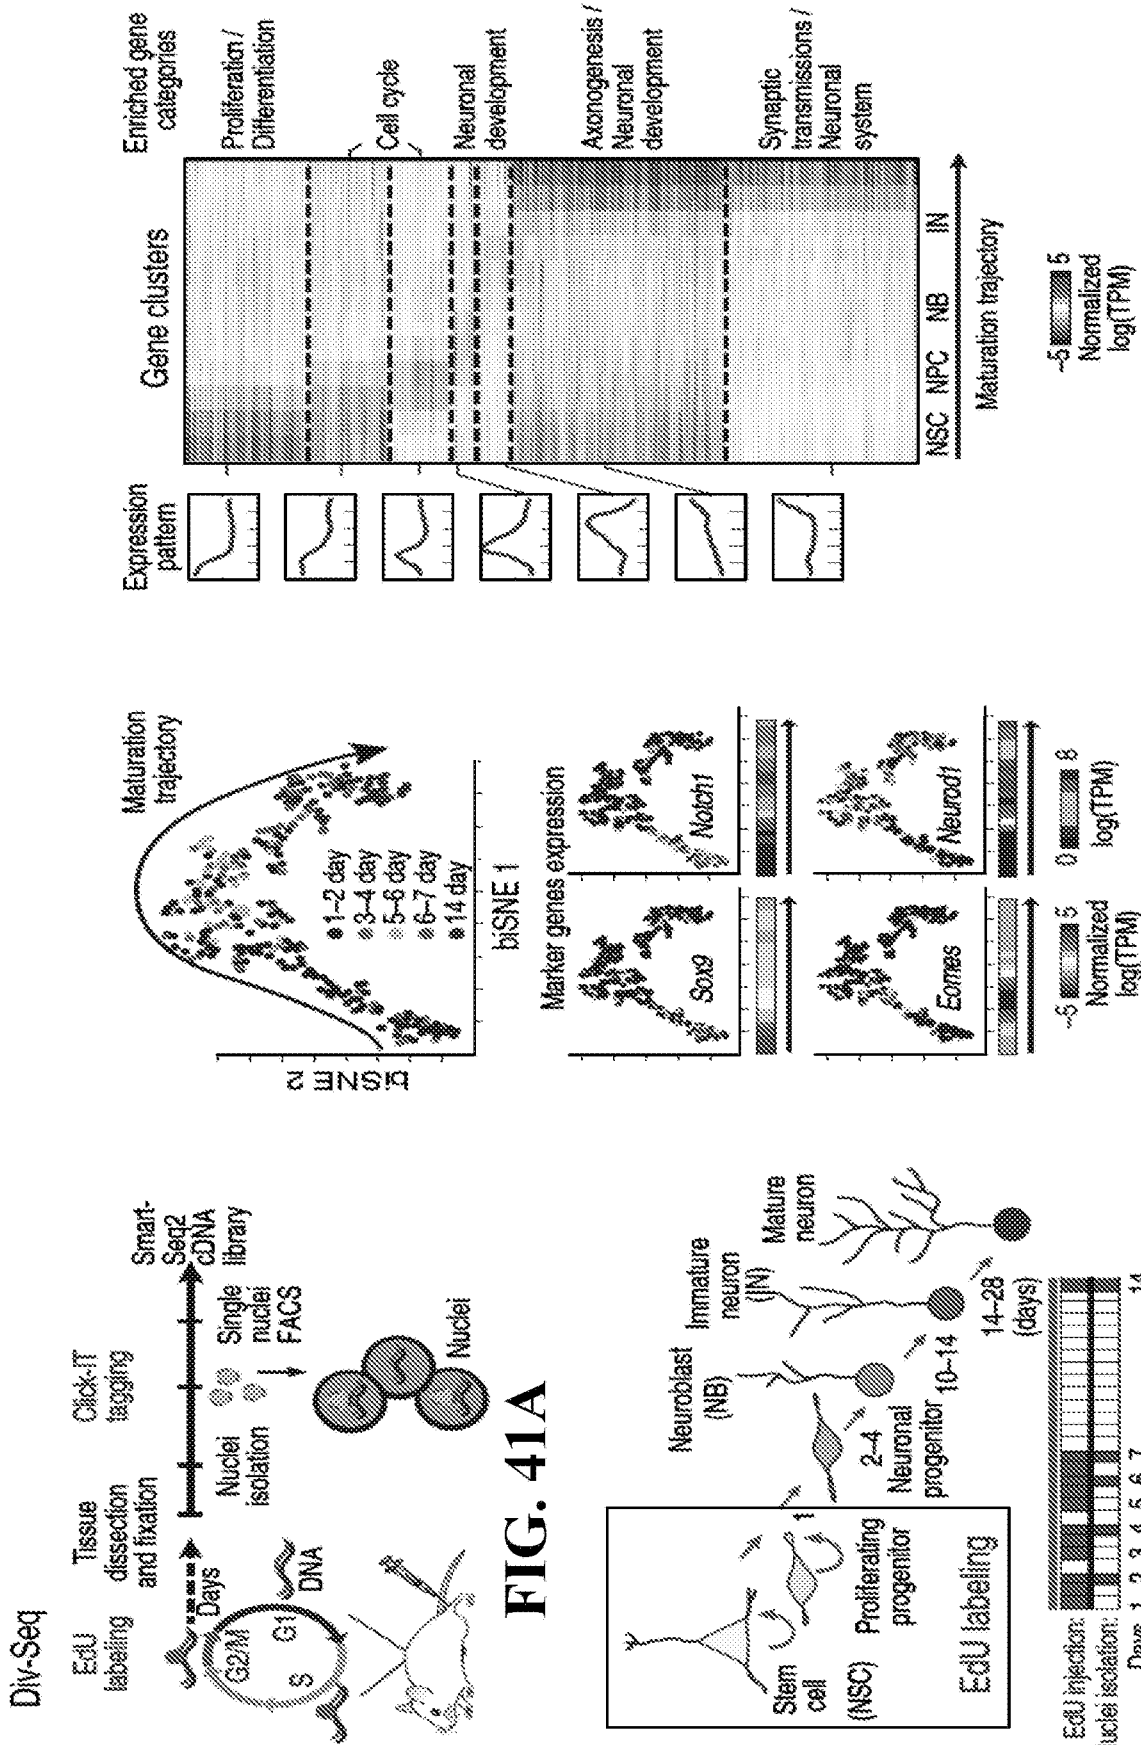 Div-Seq
EdU
labeling
Tissue
dissection
and fixation
Click-IT
tagging
Smart-
Seq2
cDNA
library
Days
G2/M
G1
S
DNA
Nuclei
isolation
Single
nuclei
FACS
Nuclei
FIG. 41A
Stem
cell
(NSC)
Proliferating
progenitor
EdU labeling
1
2–4
Neuronal
progenitor
Neuroblast
(NB)
10–14
Immature
neuron
(IN)
14–28
(days)
Mature
neuron
EdU injection:
uclei isolation:
Days 1 2 3 4 5 6 7 14
Maturation
trajectory
biSNE 2
1–2 day
3–4 day
5–6 day
6–7 day
14 day
biSNE 1
Marker genes expression
Sox9
Notch1
Eomes
Neurod1
Normalized
log(TPM)
0 8
log(TPM)
Expression
pattern
Gene clusters
Enriched gene
categories
Proliferation /
Differentiation
Cell cycle
Neuronal
development
Axonogenesis /
Neuronal
development
Synaptic
transmissions /
Neuronal
system
NSC NPC NB IN
Maturation trajectory
–5 5
Normalized
log(TPM)